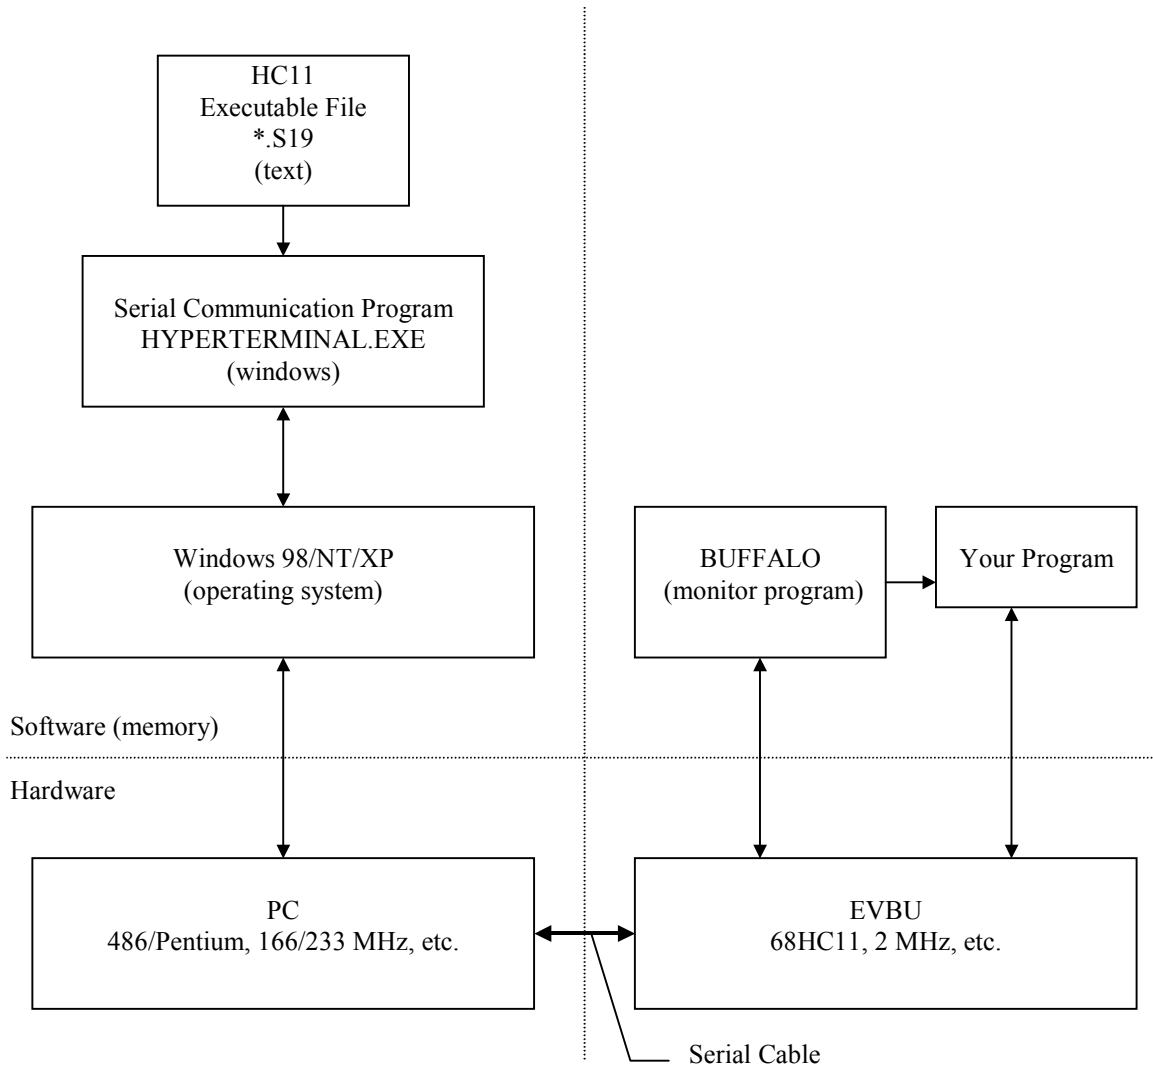 HC11
Executable File
*.S19
(text)
Serial Communication Program
HYPERTERMINAL.EXE
(windows)
Windows 98/NT/XP
(operating system)
BUFFALO
(monitor program)
Your Program
Software (memory)
Hardware
PC
486/Pentium, 166/233 MHz, etc.
EVBU
68HC11, 2 MHz, etc.
Serial Cable